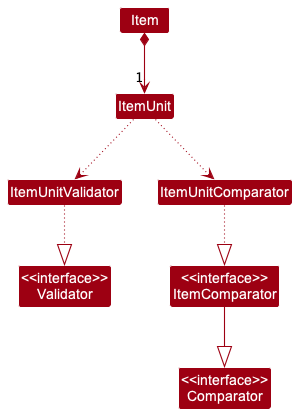 Item
1
ItemUnit
ItemUnitValidator
ItemUnitComparator
<<interface>>
Validator
<<interface>>
ItemComparator
<<interface>>
Comparator